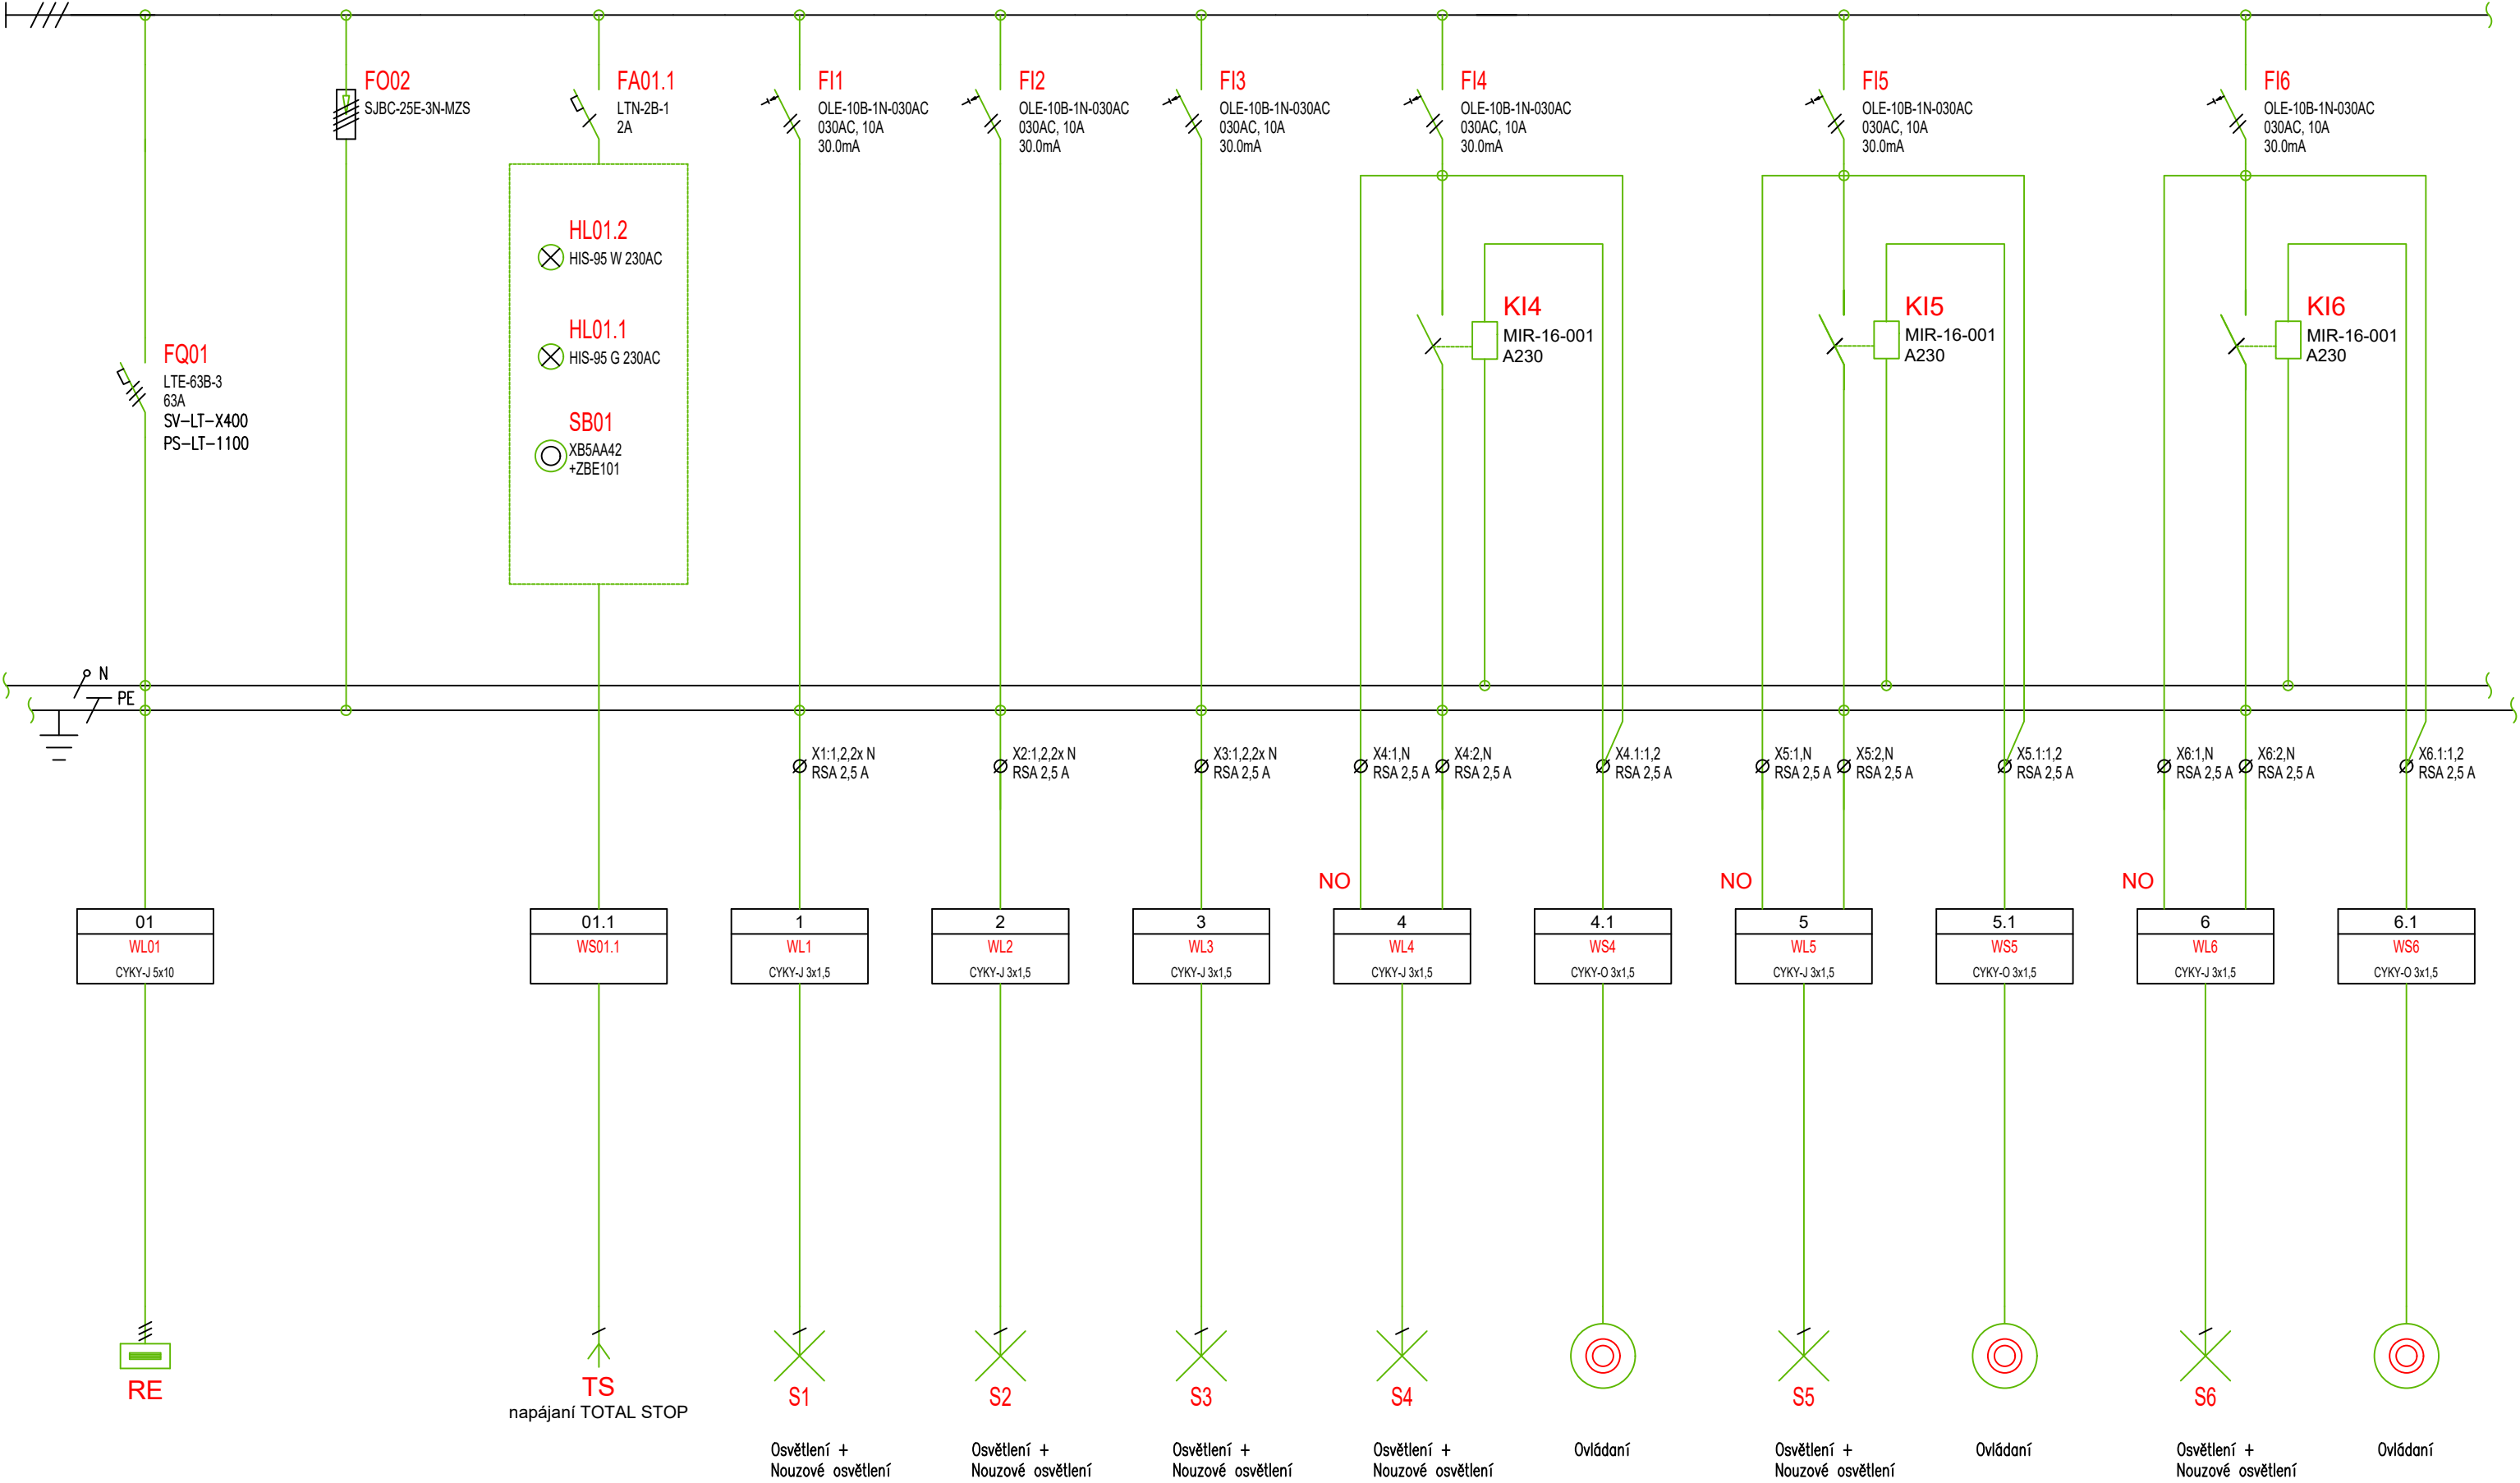 FO02
SJBC-25E-3N-MZS
FA01.1
LTN-2B-1
2A
FI1
OLE-10B-1N-030AC
030AC, 10A
30.0mA
FI2
OLE-10B-1N-030AC
030AC, 10A
30.0mA
FI3
OLE-10B-1N-030AC
030AC, 10A
30.0mA
FI4
OLE-10B-1N-030AC
030AC, 10A
30.0mA
FI5
OLE-10B-1N-030AC
030AC, 10A
30.0mA
FI6
OLE-10B-1N-030AC
030AC, 10A
30.0mA
HL01.2
HIS-95 W 230AC
HL01.1
HIS-95 G 230AC
SB01
XB5AA42
+ZBE101
FQ01
LTE-63B-3
63A
SV-LT-X400
PS-LT-1100
KI4
MIR-16-001
A230
KI5
MIR-16-001
A230
KI6
MIR-16-001
A230
N
PE
X1:1,2,2x N
RSA 2,5 A
X2:1,2,2x N
RSA 2,5 A
X3:1,2,2x N
RSA 2,5 A
X4:1,N
RSA 2,5 A
X4:2,N
RSA 2,5 A
X4.1:1,2
RSA 2,5 A
X5:1,N
RSA 2,5 A
X5:2,N
RSA 2,5 A
X5.1:1,2
RSA 2,5 A
X6:1,N
RSA 2,5 A
X6:2,N
RSA 2,5 A
X6.1:1,2
RSA 2,5 A
NO
NO
NO
01
WL01
CYKY-J 5x10
01.1
WS01.1
1
WL1
CYKY-J 3x1,5
2
WL2
CYKY-J 3x1,5
3
WL3
CYKY-J 3x1,5
4
WL4
CYKY-J 3x1,5
4.1
WS4
CYKY-O 3x1,5
5
WL5
CYKY-J 3x1,5
5.1
WS5
CYKY-O 3x1,5
6
WL6
CYKY-J 3x1,5
6.1
WS6
CYKY-O 3x1,5
RE
TS
napájaní TOTAL STOP
S1
Osvětlení +
Nouzové osvětlení
S2
Osvětlení +
Nouzové osvětlení
S3
Osvětlení +
Nouzové osvětlení
S4
Osvětlení +
Nouzové osvětlení
Ovládaní
S5
Osvětlení +
Nouzové osvětlení
Ovládaní
S6
Osvětlení +
Nouzové osvětlení
Ovládaní